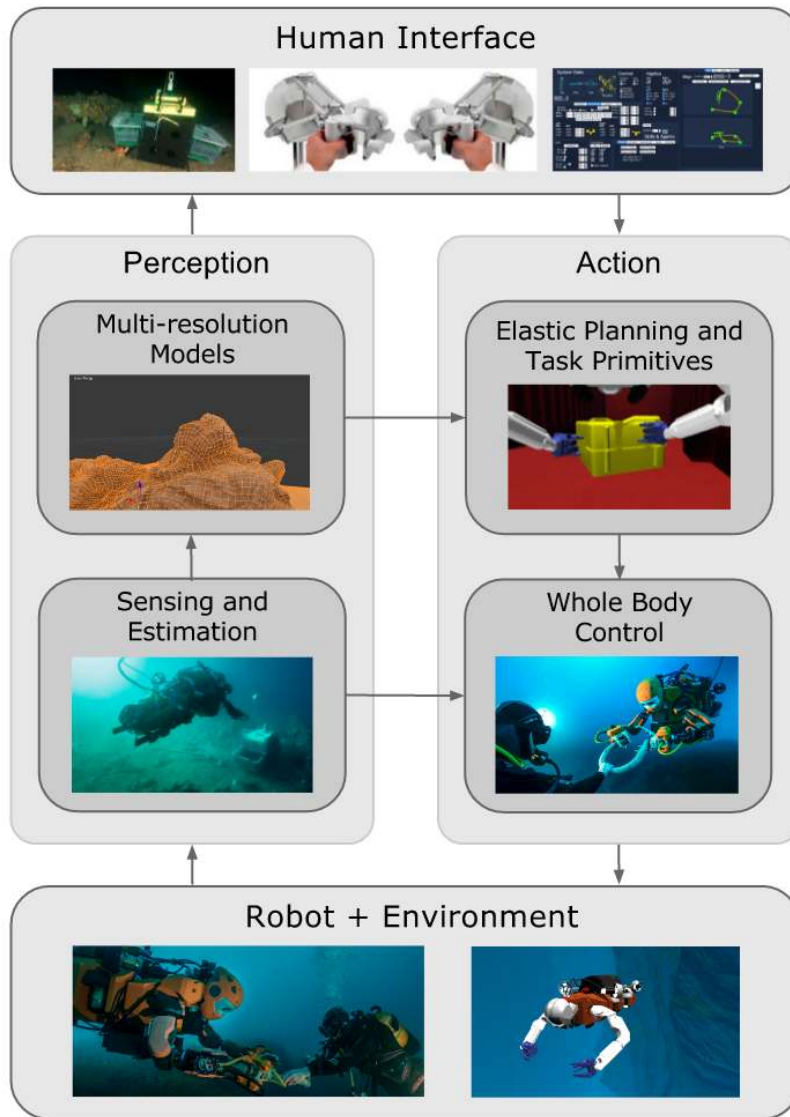 Human Interface
Perception
Action
Multi-resolution
Models
Elastic Planning and
Task Primitives
Sensing and
Estimation
Whole Body
Control
Robot + Environment